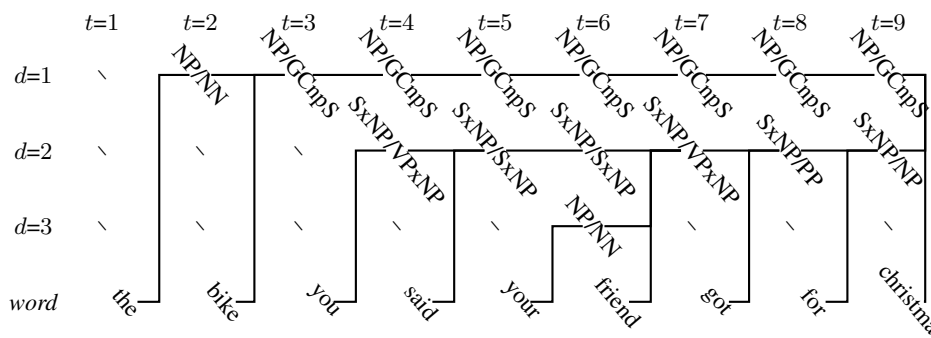 t=1 t=2 t=3 t=4 t=5 t=6 t=7 t=8 t=9
d=1 \ NP/NN NP/GCnpS NP/GCnpS NP/GCnpS NP/GCnpS NP/GCnpS NP/GCnpS NP/GCnpS
d=2 \ \ \ SxNP/VPxNP SxNP/SxNP SxNP/SxNP SxNP/VPxNP SxNP/PP SxNP/NP
d=3 \ \ \ \ \ NP/NN \ \ \
word the bike you said your friend got for christma